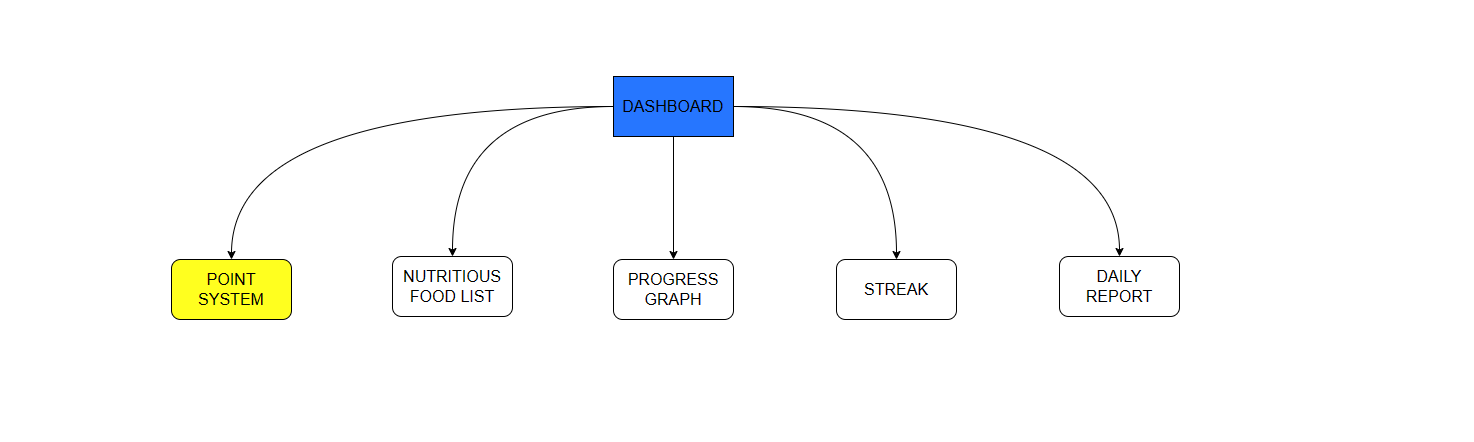 DASHBOARD
POINT
SYSTEM
NUTRITIOUS
FOOD LIST
PROGRESS
GRAPH
STREAK
DAILY
REPORT